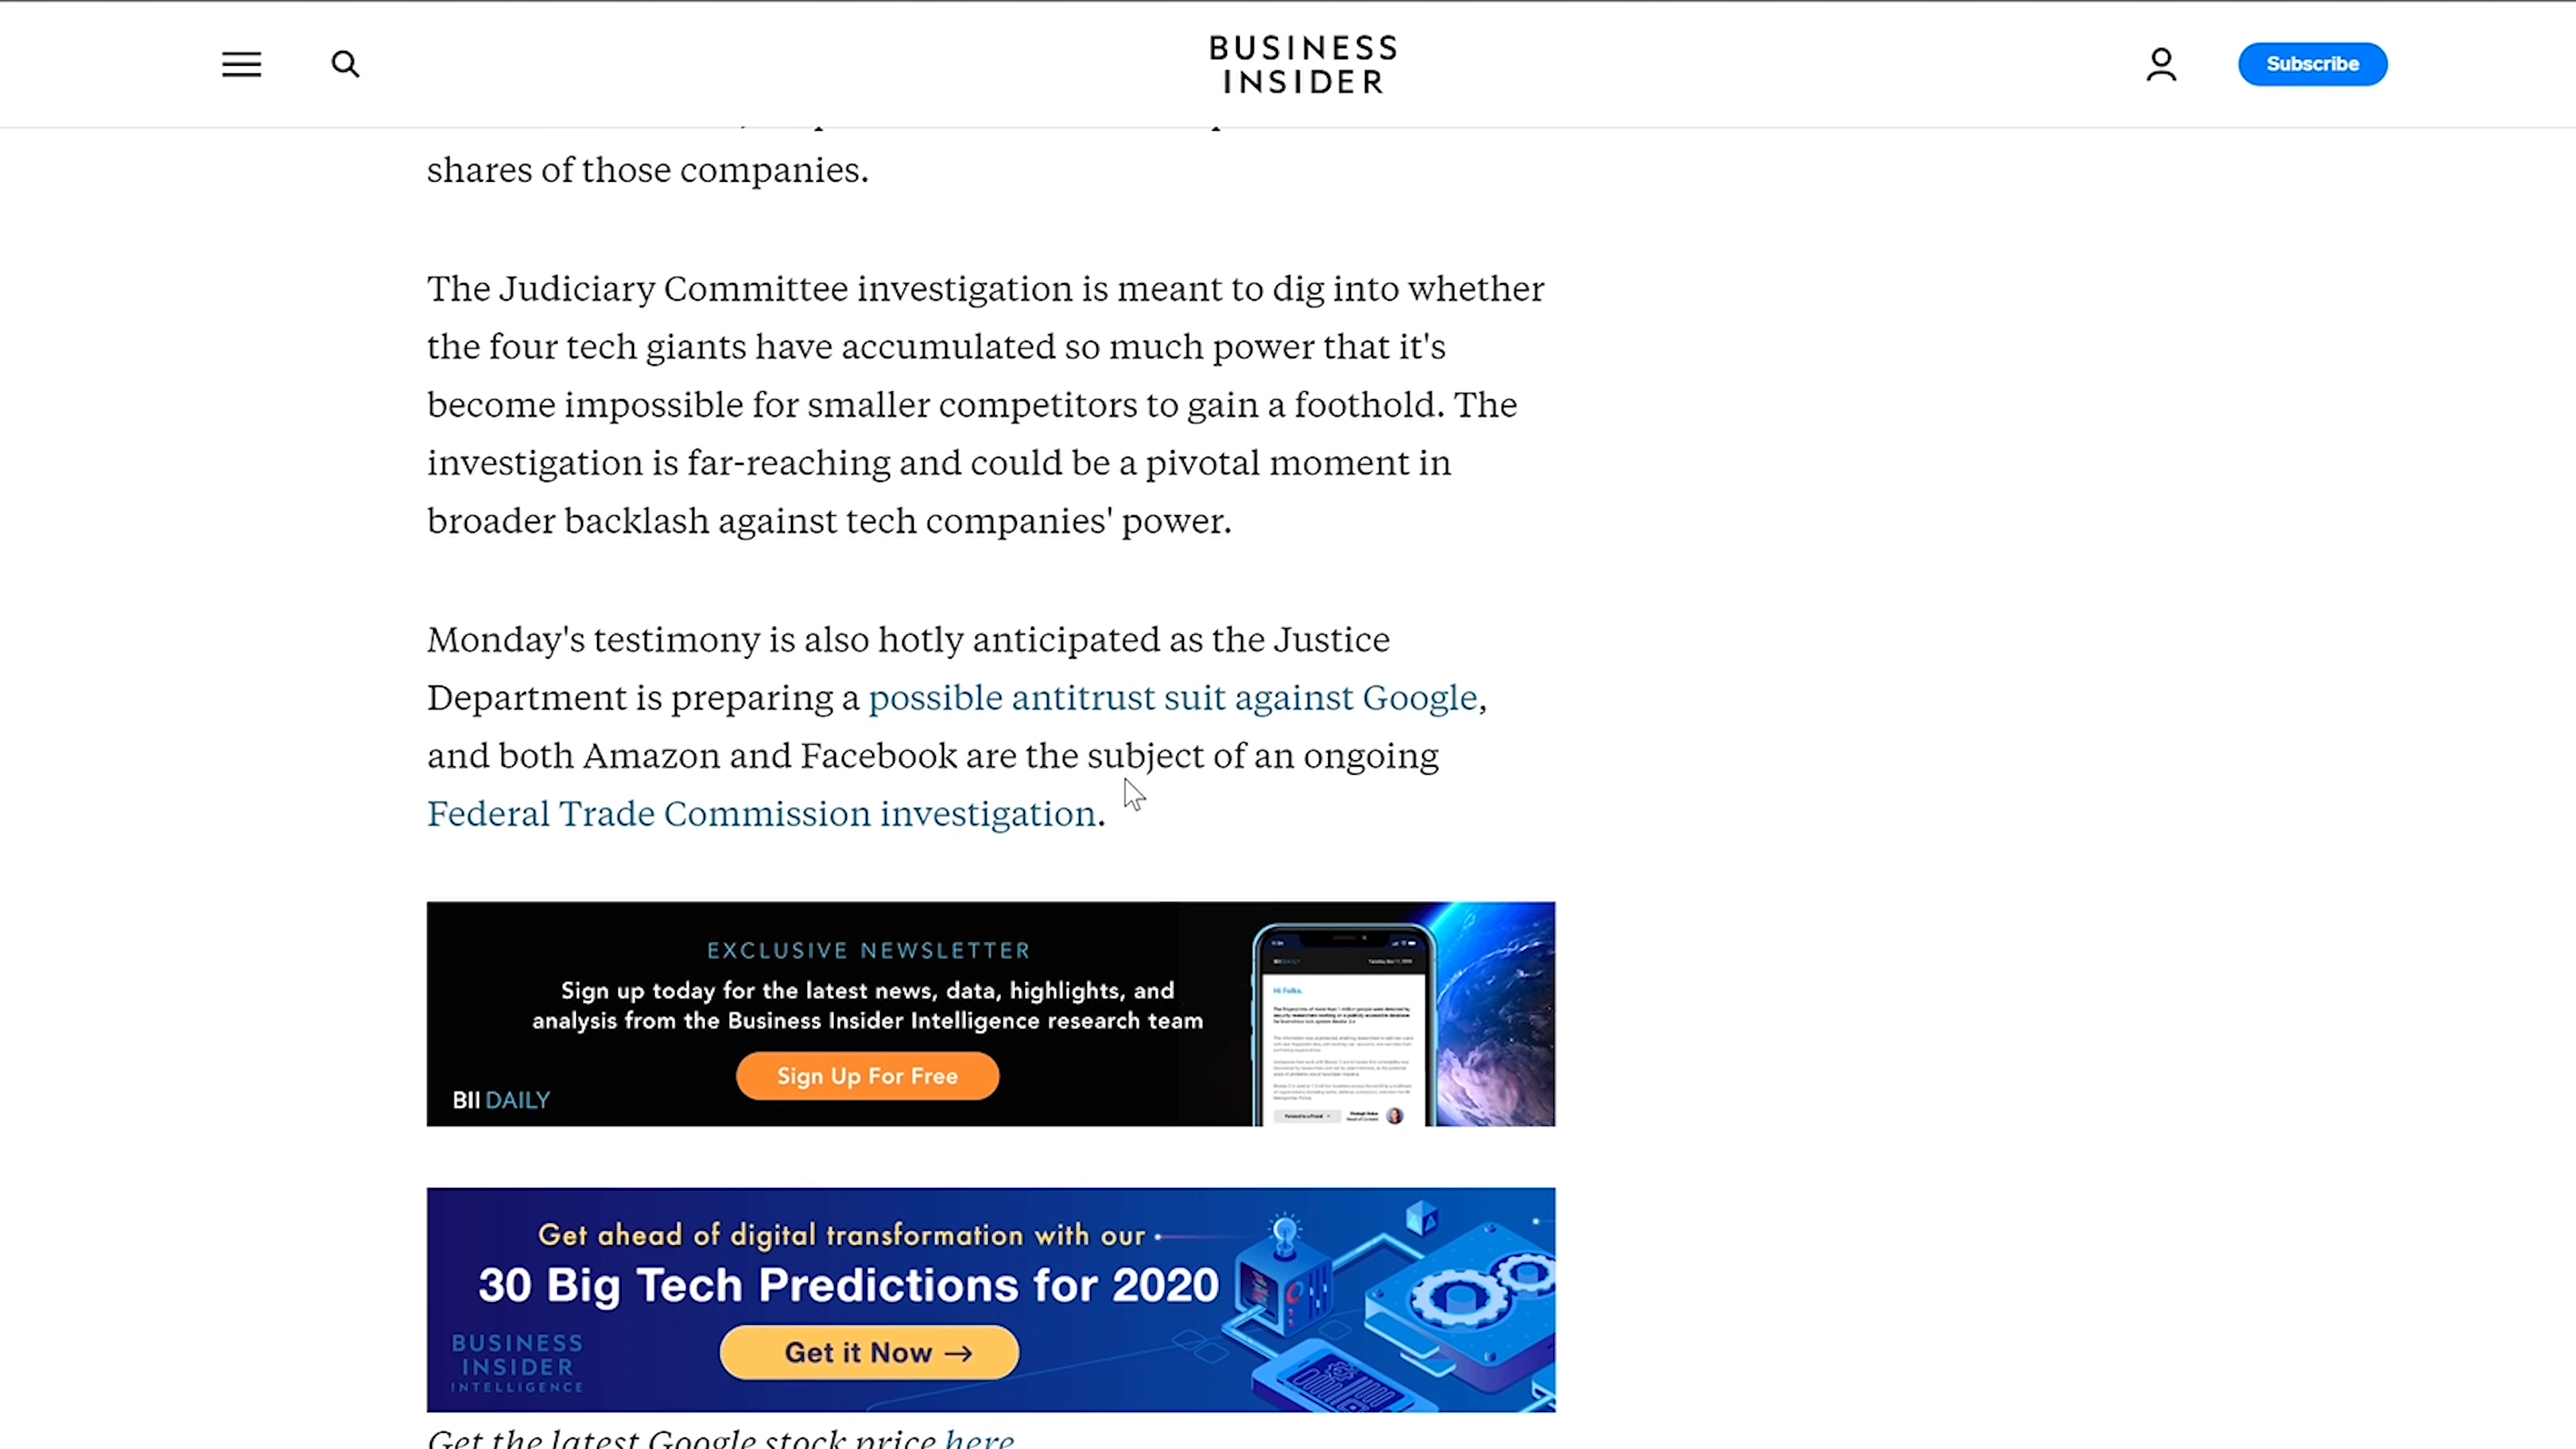 BUSINESS
INSIDER
Subscribe
shares of those companies.
The Judiciary Committee investigation is meant to dig into whether
the four tech giants have accumulated so much power that it's
become impossible for smaller competitors to gain a foothold. The
investigation is far-reaching and could be a pivotal moment in
broader backlash against tech companies' power.
Monday's testimony is also hotly anticipated as the Justice
Department is preparing a possible antitrust suit against Google,
and both Amazon and Facebook are the subject of an ongoing
Federal Trade Commission investigation.
EXCLUSIVE NEWSLETTER
Sign up today for the latest news, data, highlights, and
analysis from the Business Insider Intelligence research team
Sign Up For Free
BII DAILY
Hi Folks,
Get ahead of digital transformation with our
30 Big Tech Predictions for 2020
Get it Now →
BUSINESS
INSIDER
INTELLIGENCE
Get the latest Google stock price here